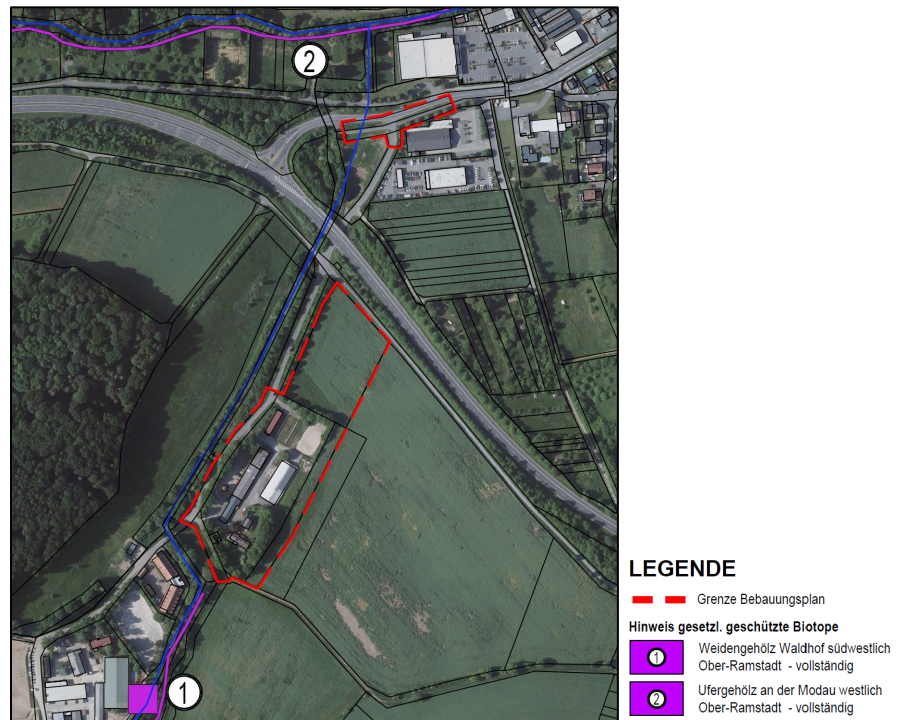 2
1
LEGENDE
Grenze Bebauungsplan
Hinweis gesetzl. geschützte Biotope
1 Weidengehölz Waldhof südwestlich
Ober-Ramstadt - vollständig
2 Ufergehölz an der Modau westlich
Ober-Ramstadt - vollständig